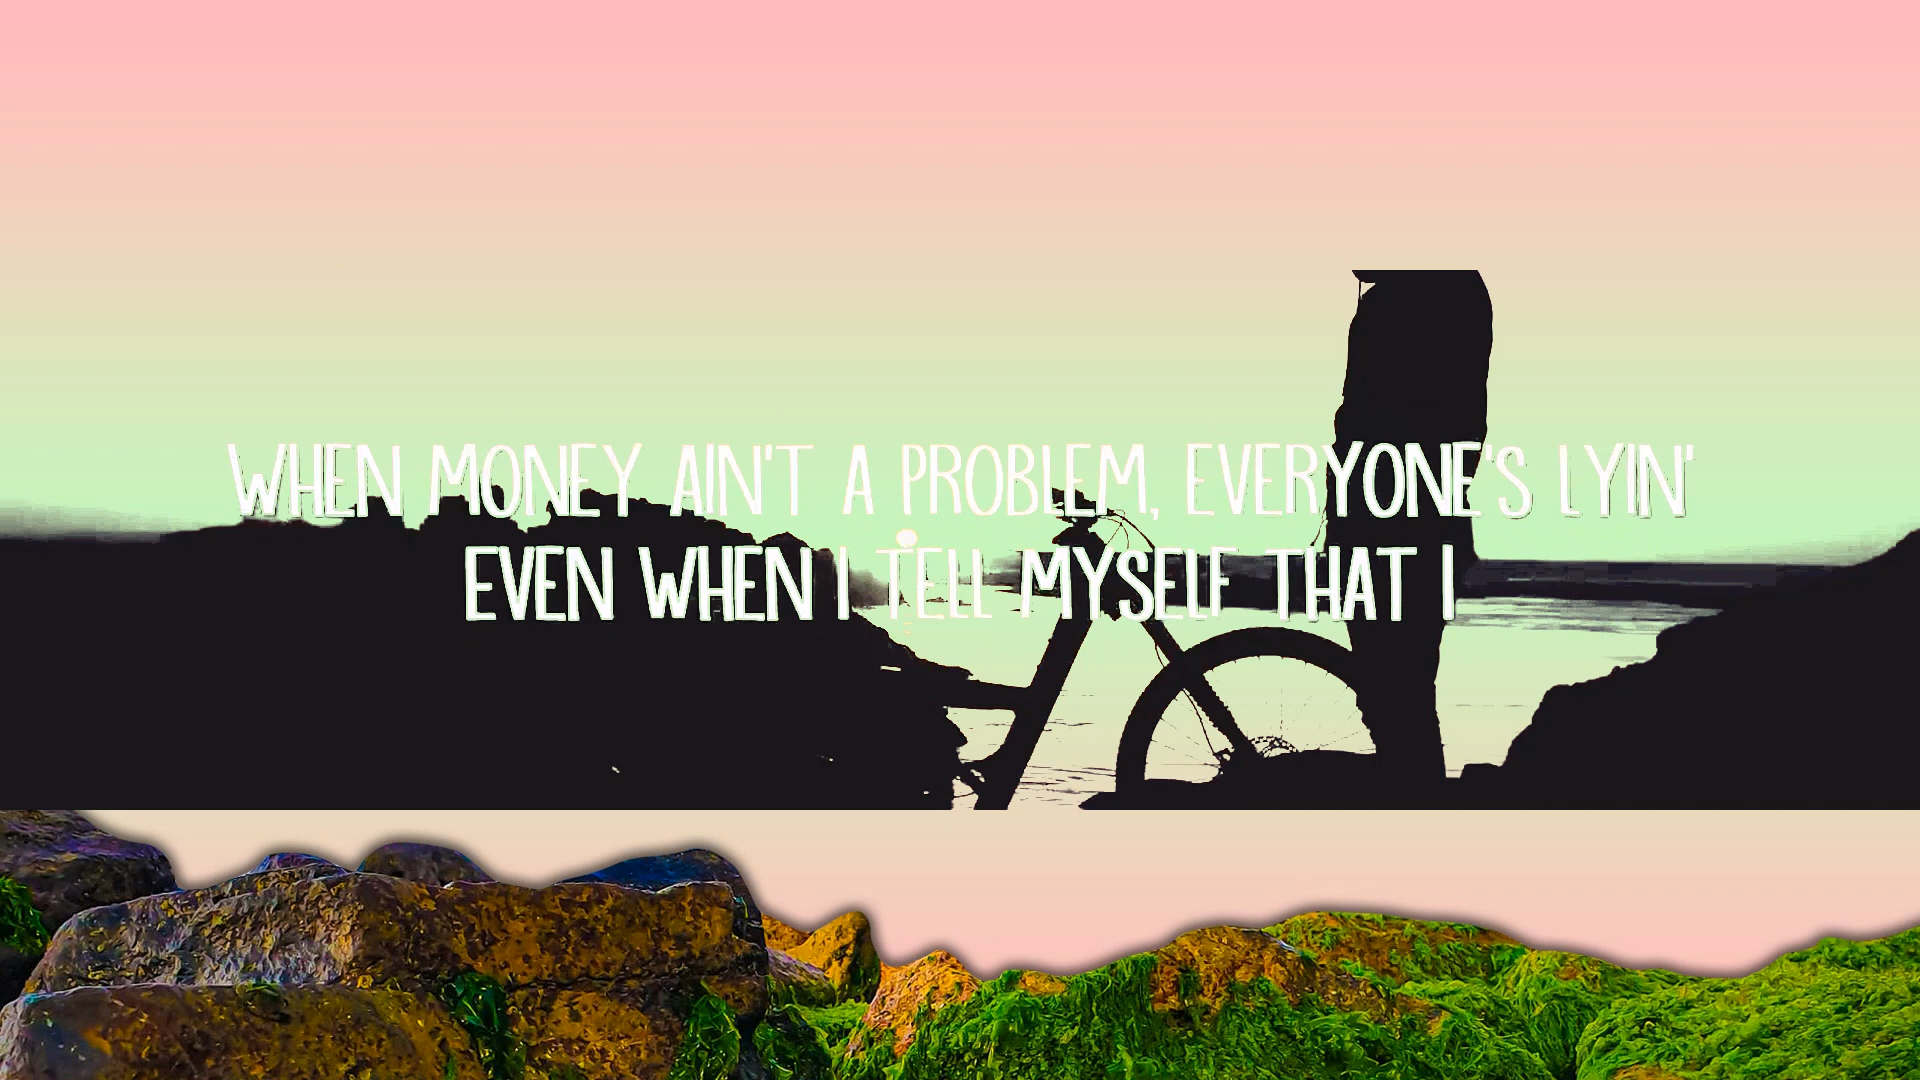 WHEN MONEY AIN'T A PROBLEM, EVERYONE'S LYIN'
EVEN WHEN I TELL MYSELF THAT I